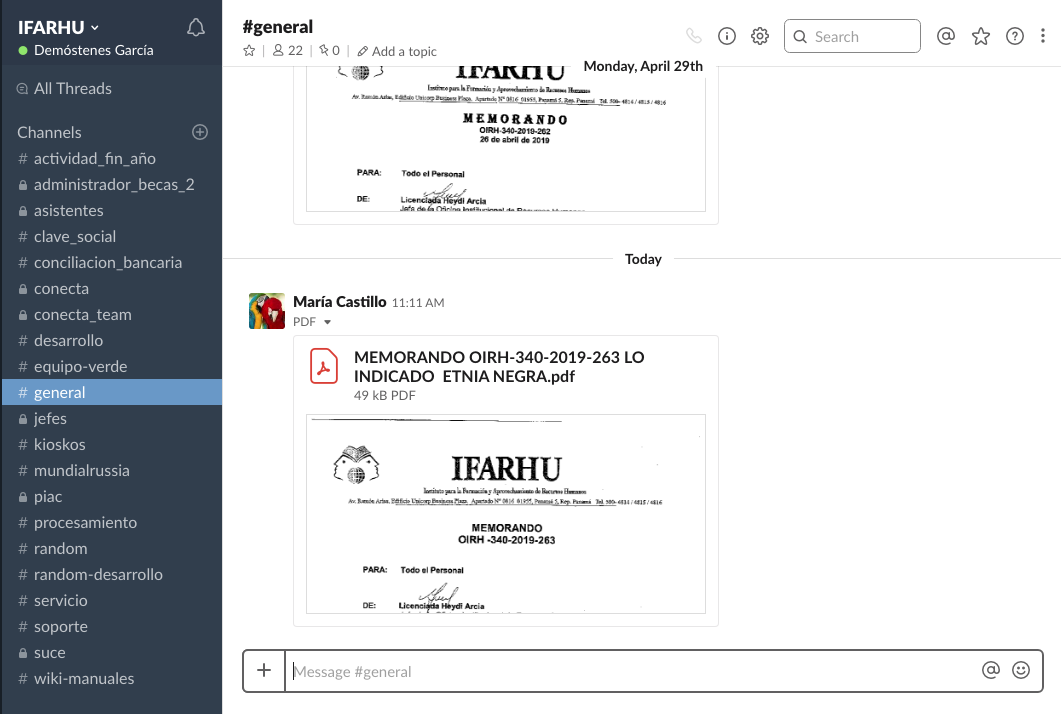 IFARHU
Demóstenes García
All Threads
Channels
# actividad_fin_año
administrador_becas_2
asistentes
# clave_social
# conciliacion_bancaria
conecta
conecta_team
# desarrollo
# equipo-verde
# general
jefes
# kioskos
# mundialrussia
piac
# procesamiento
# random
# random-desarrollo
# servicio
# soporte
suce
# wiki-manuales
#general
22 | 0 | Add a topic
Search
Monday, April 29th
IFARHU
Instituto para la Formación y Aprovechamiento de Recursos Humanos
Av. Ramón Arias, Edificio Unicorp Business Plaza, Apartado N° 0816 01955, Panamá 5, Rep. Panamá Tel. 500- 4814 / 4815 / 4816
MEMORANDO
OIRH-340-2019-262
26 de abril de 2019
PARA: Todo el Personal
DE: Licenciada Heydi Arcia
Jefa de la Oficina Institucional de Recursos Humanos
Today
María Castillo 11:11 AM
PDF
MEMORANDO OIRH-340-2019-263 LO
INDICADO ETNIA NEGRA.pdf
49 kB PDF
IFARHU
Instituto para la Formación y Aprovechamiento de Recursos Humanos
Av. Ramón Arias, Edificio Unicorp Business Plaza, Apartado N° 0816 01955, Panamá 5, Rep. Panamá Tel. 500- 4814 / 4815 / 4816
MEMORANDO
OIRH -340-2019-263
PARA: Todo el Personal
DE: Licenciada Heydi Arcia
Message #general